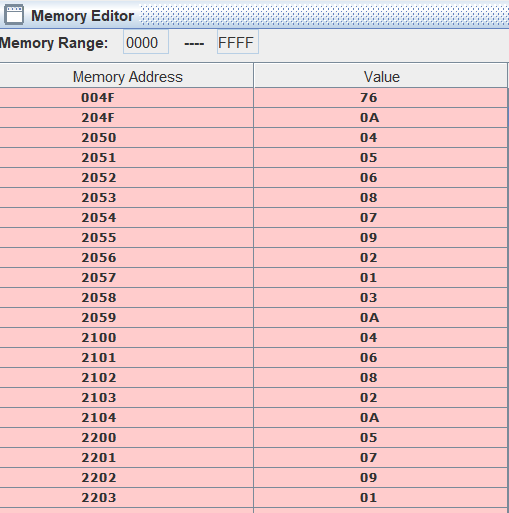 Memory Editor
Memory Range: 0000 ---- FFFF
Memory Address Value
004F 76
204F 0A
2050 04
2051 05
2052 06
2053 08
2054 07
2055 09
2056 02
2057 01
2058 03
2059 0A
2100 04
2101 06
2102 08
2103 02
2104 0A
2200 05
2201 07
2202 09
2203 01